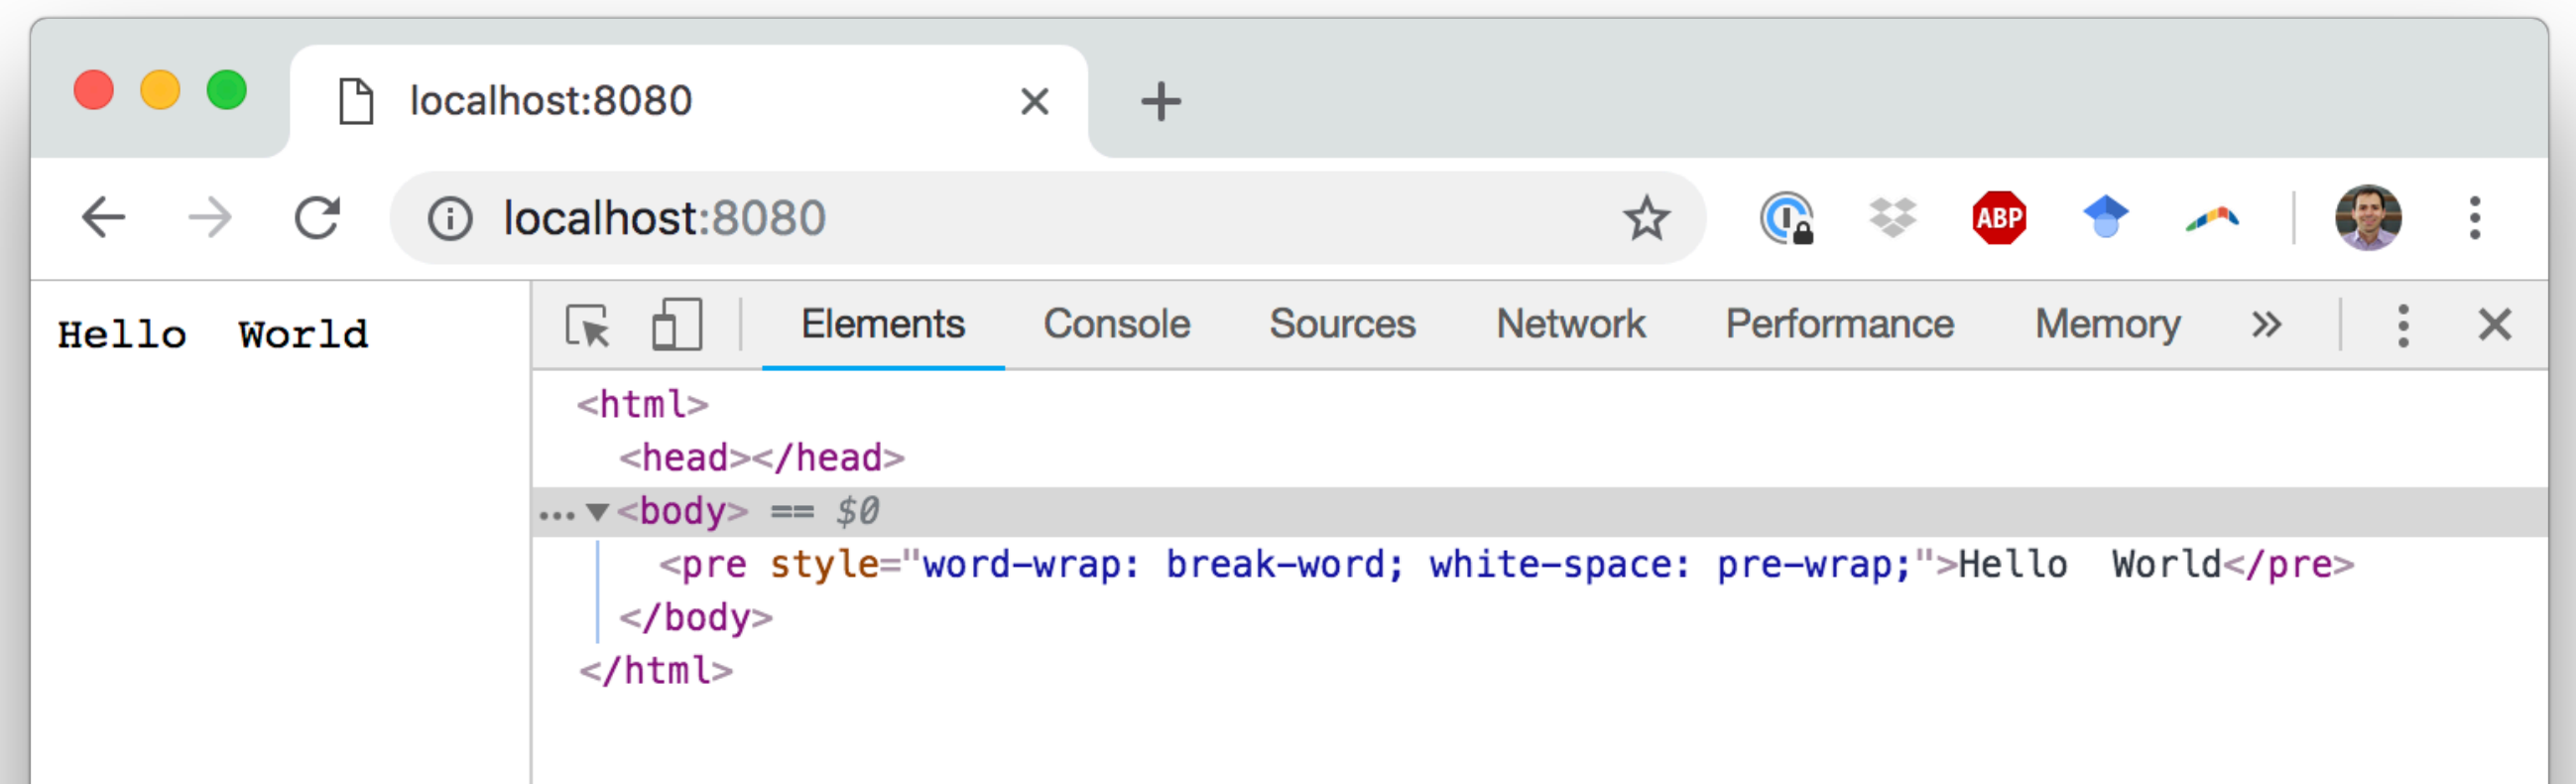 localhost:8080
localhost:8080
ABP
Hello  World
Elements Console Sources Network Performance Memory »
<html>
<head></head>
… ▼ <body> == $0
<pre style="word-wrap: break-word; white-space: pre-wrap;">Hello  World</pre>
</body>
</html>